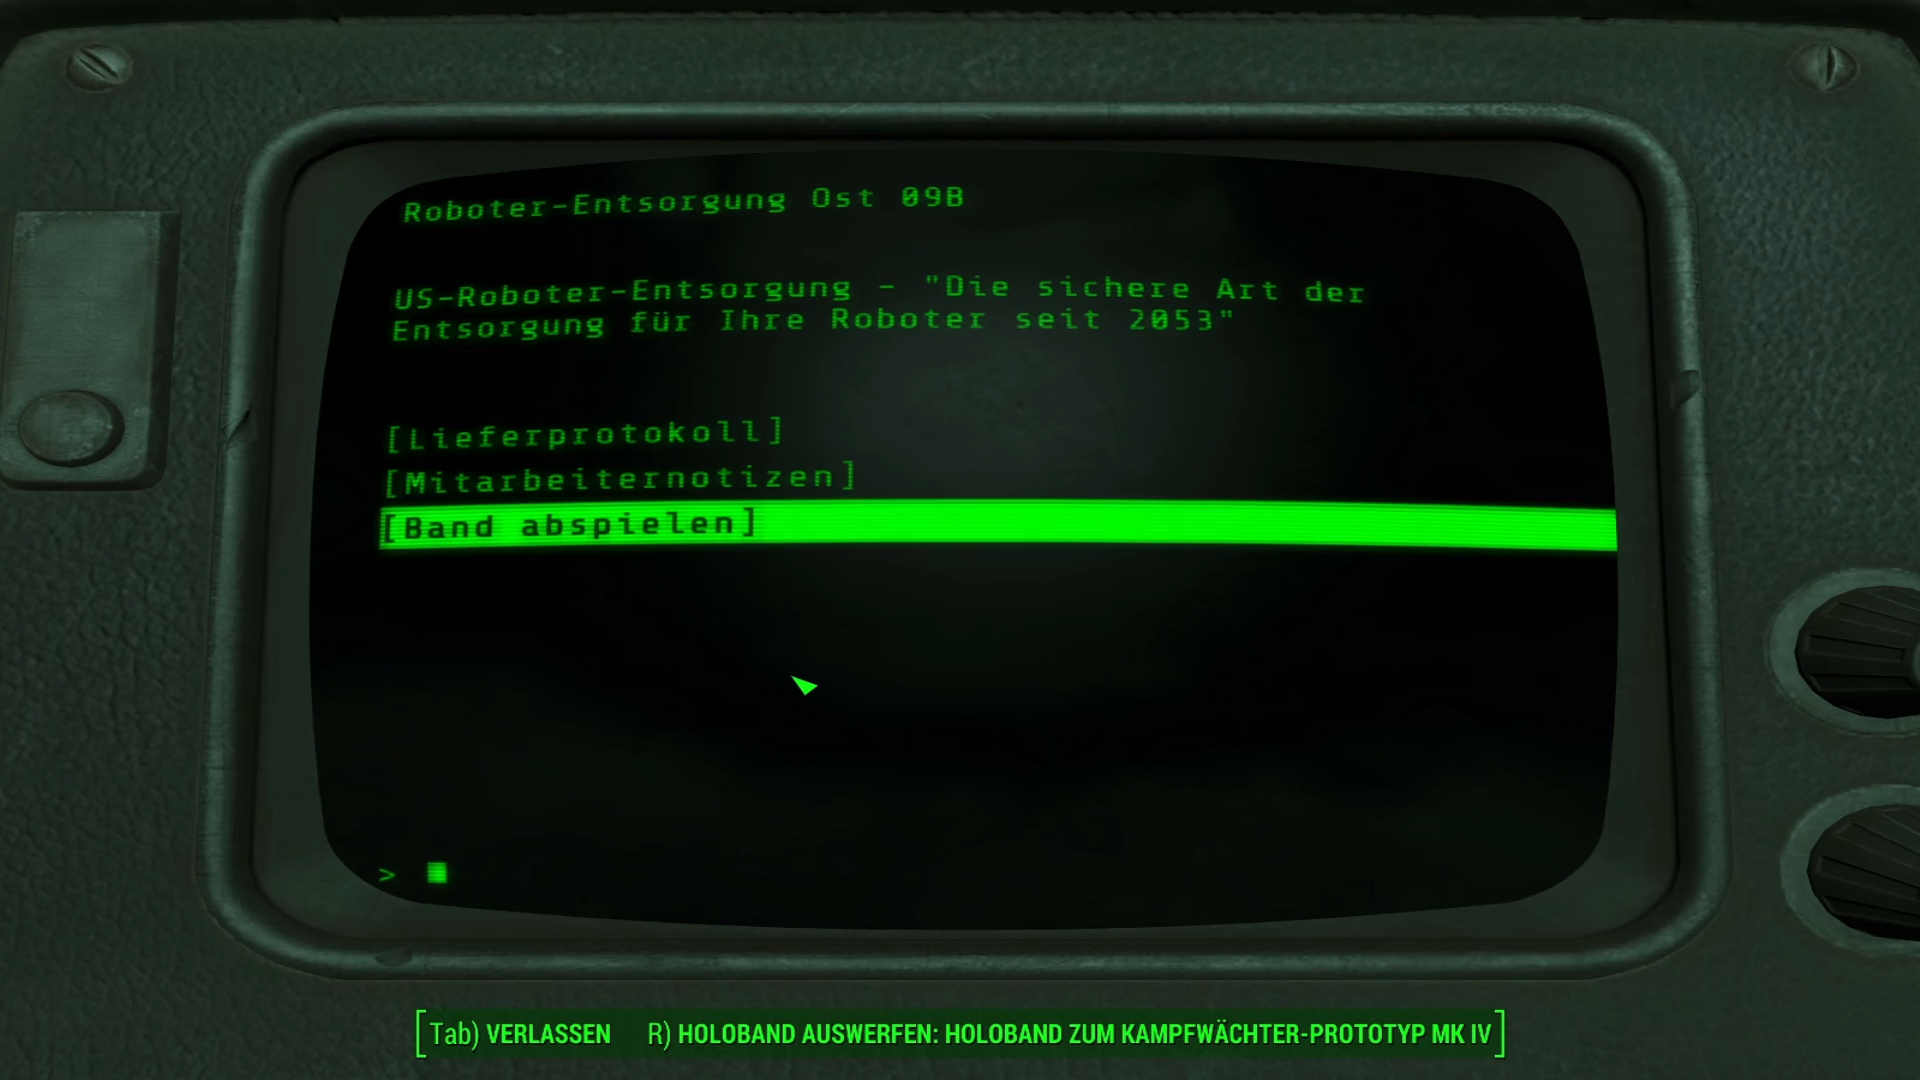 Roboter-Entsorgung Ost 09B
US-Roboter-Entsorgung - "Die sichere Art der
Entsorgung für Ihre Roboter seit 2053"
[Lieferprotokoll]
[Mitarbeiternotizen]
[Band abspielen]
>
[Tab) VERLASSEN R) HOLOBAND AUSWERFEN: HOLOBAND ZUM KAMPFWÄCHTER-PROTOTYP MK IV]